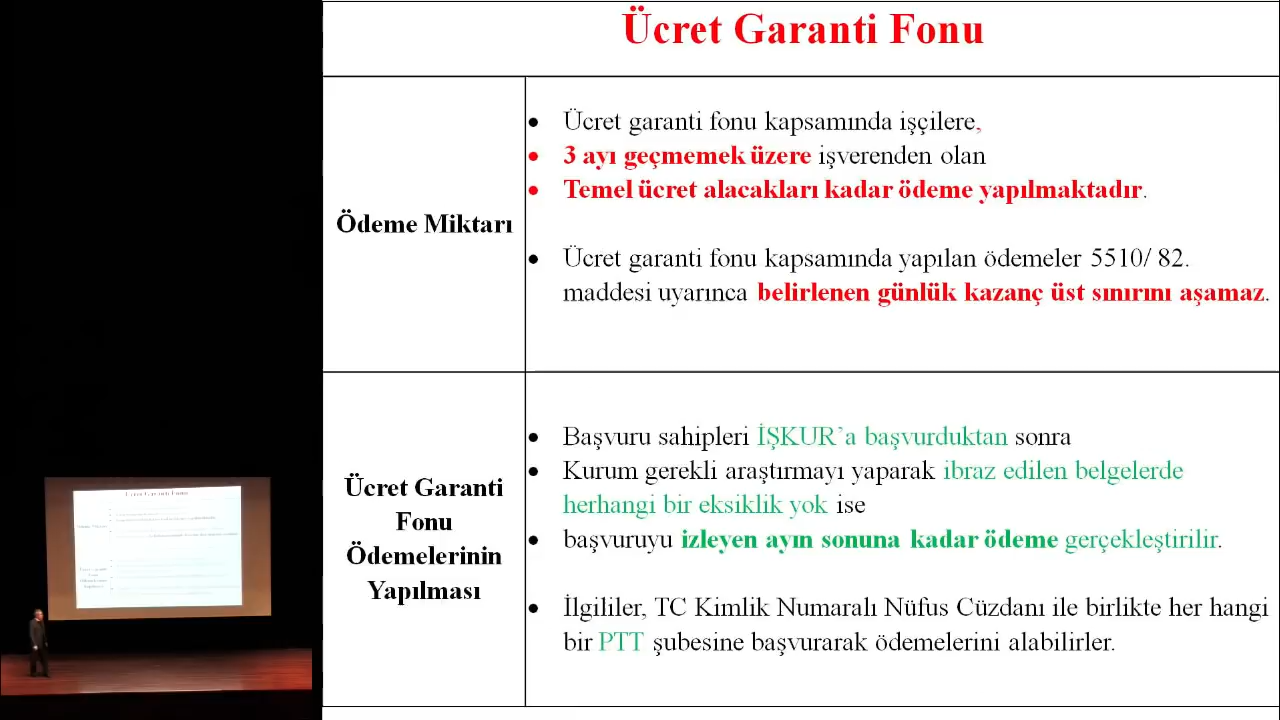 Ücret Garanti Fonu
Ödeme Miktarı
• Ücret garanti fonu kapsamında işçilere,
• 3 ayı geçmemek üzere işverenden olan
• Temel ücret alacakları kadar ödeme yapılmaktadır.
• Ücret garanti fonu kapsamında yapılan ödemeler 5510/ 82.
maddesi uyarınca belirlenen günlük kazanç üst sınırını aşamaz.
Ücret Garanti
Fonu
Ödemelerinin
Yapılması
• Başvuru sahipleri İŞKUR’a başvurduktan sonra
• Kurum gerekli araştırmayı yaparak ibraz edilen belgelerde
herhangi bir eksiklik yok ise
• başvuruyu izleyen ayın sonuna kadar ödeme gerçekleştirilir.
• İlgililer, TC Kimlik Numaralı Nüfus Cüzdanı ile birlikte her hangi
bir PTT şubesine başvurarak ödemelerini alabilirler.
Ücret Garanti Fonu